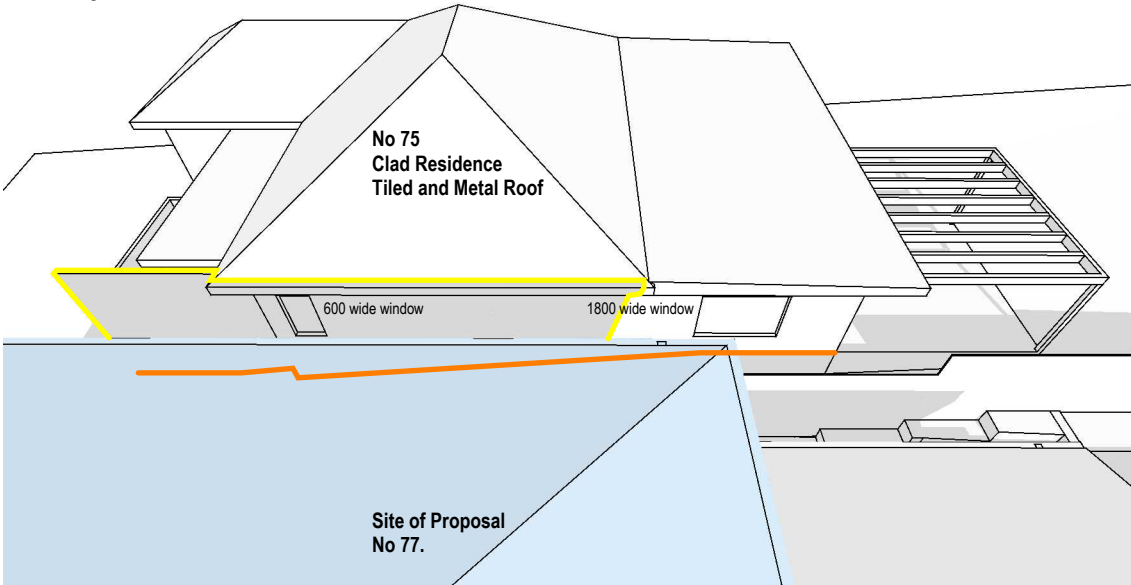 No 75
Clad Residence
Tiled and Metal Roof
600 wide window
1800 wide window
Site of Proposal
No 77.